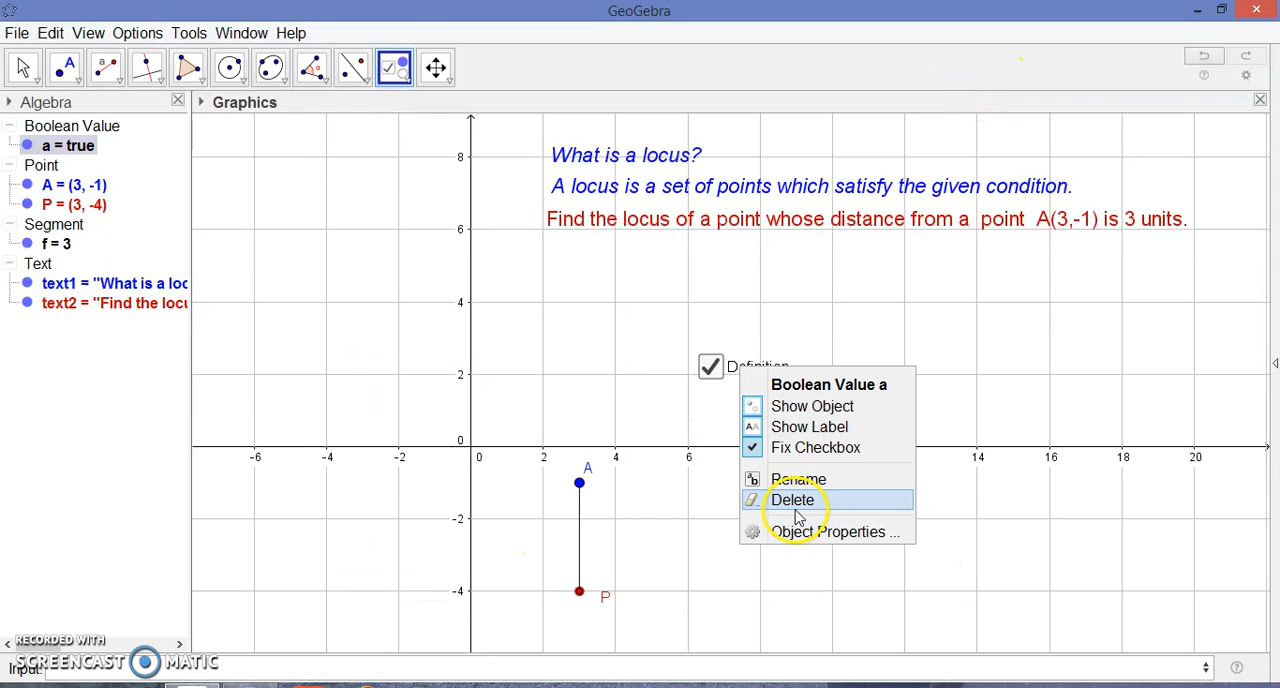 GeoGebra
File Edit View Options Tools Window Help
Algebra
Graphics
Boolean Value
a = true
Point
A = (3, -1)
P = (3, -4)
Segment
f = 3
Text
text1 = "What is a loc
text2 = "Find the locu
What is a locus?
A locus is a set of points which satisfy the given condition.
Find the locus of a point whose distance from a point A(3,-1) is 3 units.
8
6
4
2
0
-2
-4
-6 -4 -2 0 2 4 6 14 16 18 20
A
P
Definition
Boolean Value a
Show Object
Show Label
Fix Checkbox
Rename
Delete
Object Properties ...
RECORDED WITH
SCREENCAST MATIC
Input: